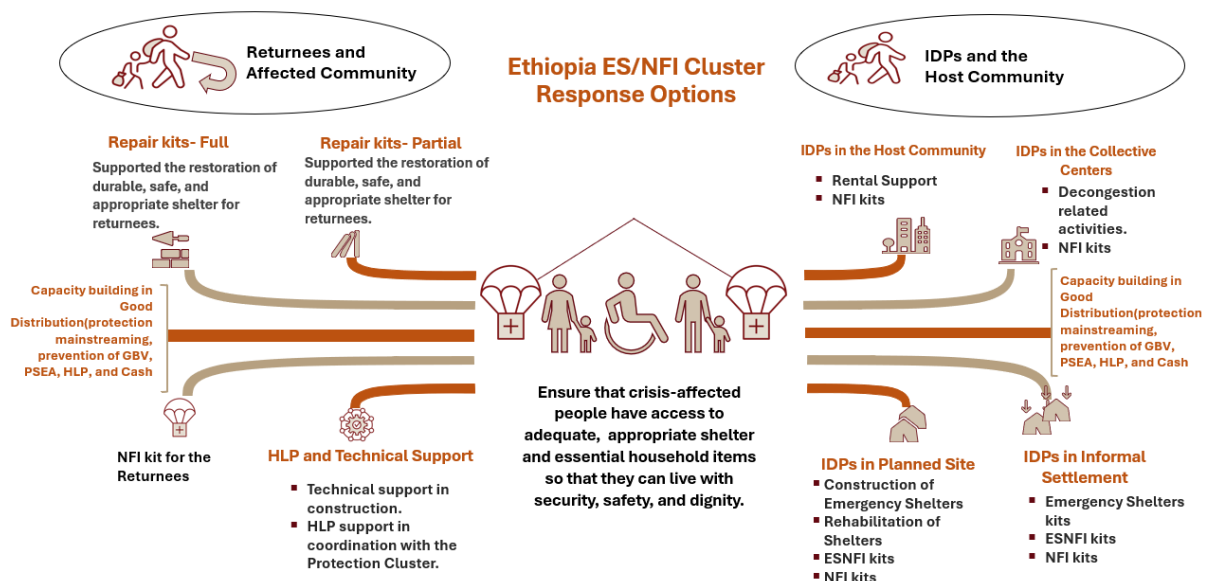 Returnees and
Affected Community
Ethiopia ES/NFI Cluster
Response Options
IDPs and the
Host Community
Repair kits- Full
Supported the restoration of
durable, safe, and
appropriate shelter for
returnees.
Repair kits- Partial
Supported the restoration of
durable, safe, and
appropriate shelter for
returnees.
IDPs in the Host Community
▪ Rental Support
▪ NFI kits
IDPs in the Collective
Centers
▪ Decongestion
related
activities.
▪ NFI kits
Capacity building in
Good
Distribution(protection
mainstreaming,
prevention of GBV,
PSEA, HLP, and Cash
Capacity building in
Good
Distribution(protection
mainstreaming,
prevention of GBV,
PSEA, HLP, and Cash
NFI kit for the
Returnees
HLP and Technical Support
▪ Technical support in
construction.
▪ HLP support in
coordination with the
Protection Cluster.
Ensure that crisis-affected
people have access to
adequate, appropriate shelter
and essential household items
so that they can live with
security, safety, and dignity.
IDPs in Planned Site
▪ Construction of
Emergency Shelters
▪ Rehabilitation of
Shelters
▪ ESNFI kits
▪ NFI kits
IDPs in Informal
Settlement
▪ Emergency Shelters
kits
▪ ESNFI kits
▪ NFI kits